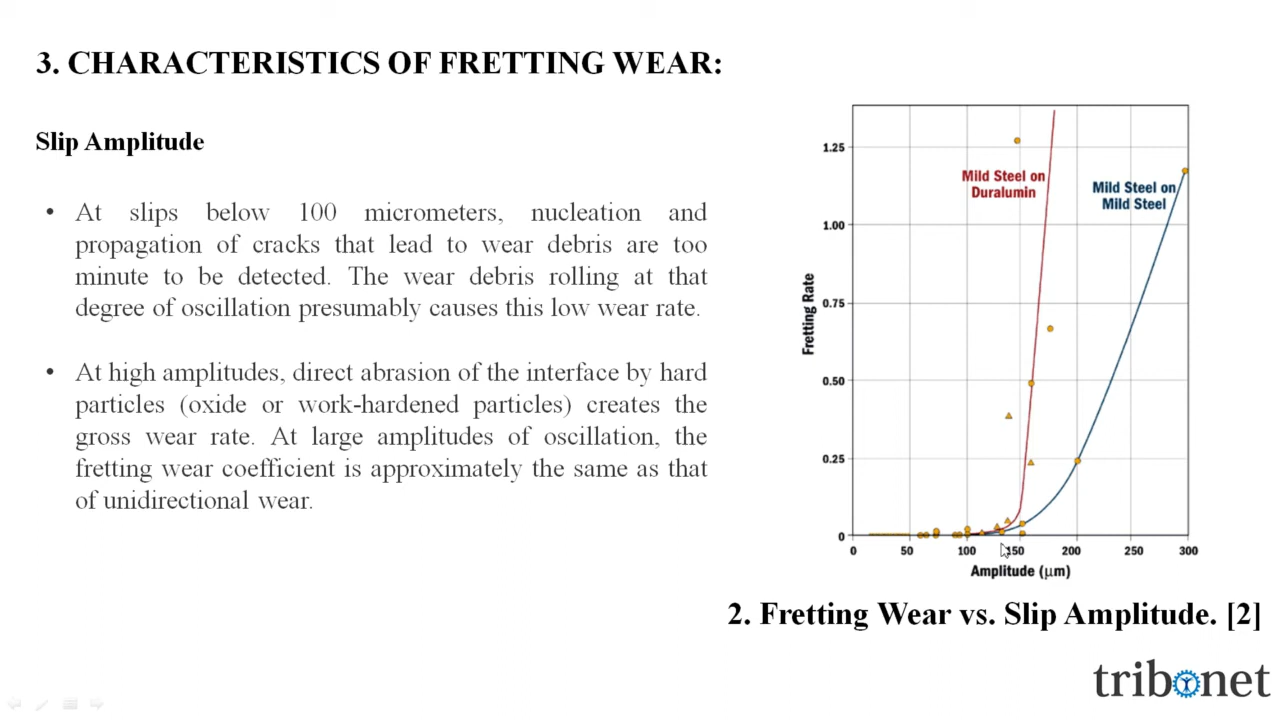 3. CHARACTERISTICS OF FRETTING WEAR:
Slip Amplitude
• At slips below 100 micrometers, nucleation and
propagation of cracks that lead to wear debris are too
minute to be detected. The wear debris rolling at that
degree of oscillation presumably causes this low wear rate.
• At high amplitudes, direct abrasion of the interface by hard
particles (oxide or work-hardened particles) creates the
gross wear rate. At large amplitudes of oscillation, the
fretting wear coefficient is approximately the same as that
of unidirectional wear.
Fretting Rate
1.25
1.00
0.75
0.50
0.25
0
Mild Steel on
Duralumin
Mild Steel on
Mild Steel
0 50 100 150 200 250 300
Amplitude (µm)
2. Fretting Wear vs. Slip Amplitude. [2]
tribonet